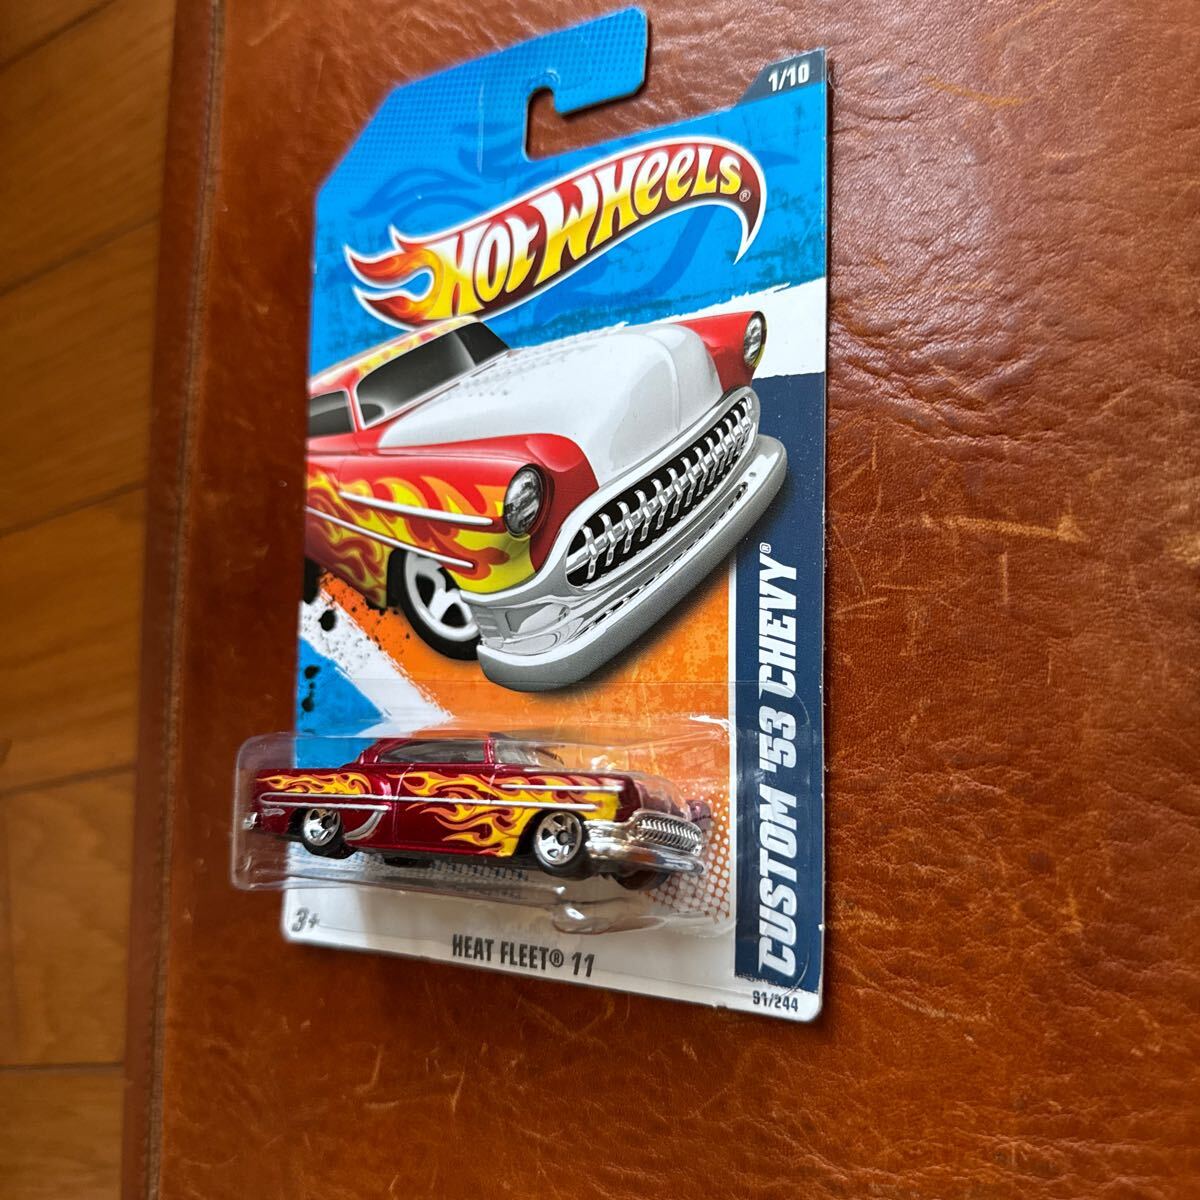 1/10
HOT WHEELS®
CUSTOM '53 CHEVY®
3+
HEAT FLEET® 11
91/244